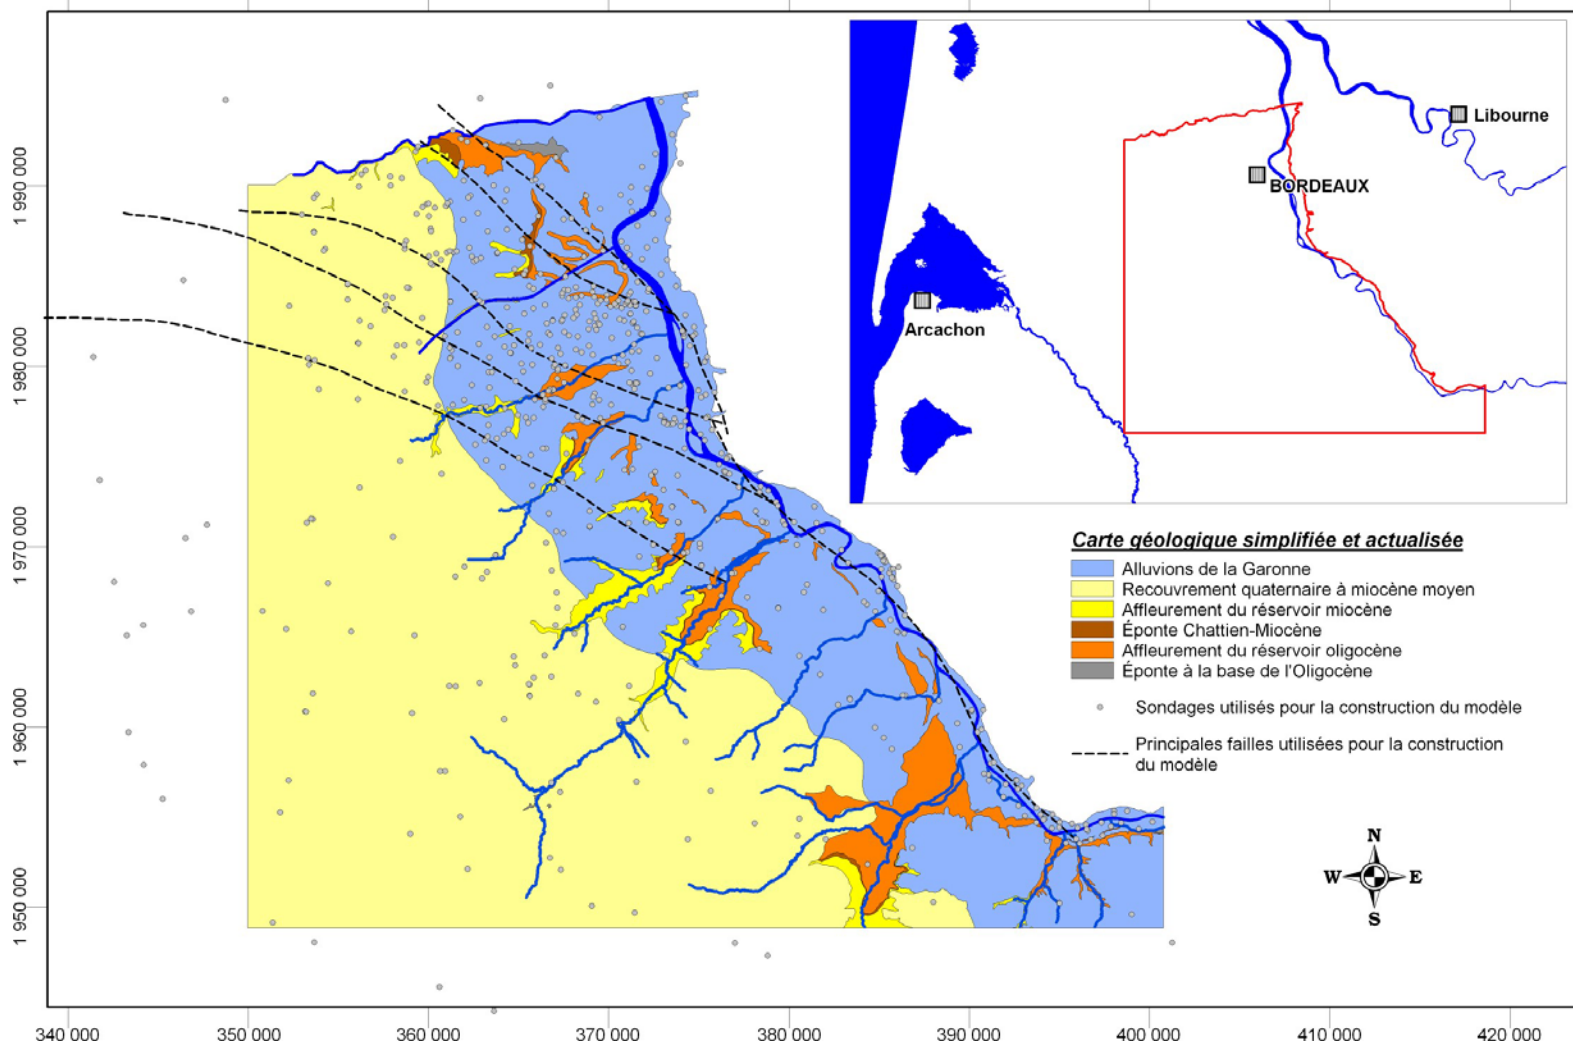 Libourne
BORDEAUX
Arcachon
Carte géologique simplifiée et actualisée
Alluvions de la Garonne
Recouvrement quaternaire à miocène moyen
Affleurement du réservoir miocène
Éponte Chattien-Miocène
Affleurement du réservoir oligocène
Éponte à la base de l'Oligocène
Sondages utilisés pour la construction du modèle
Principales failles utilisées pour la construction
du modèle
N
W E
S
1 990 000
1 980 000
1 970 000
1 960 000
1 950 000
340 000 350 000 360 000 370 000 380 000 390 000 400 000 410 000 420 000